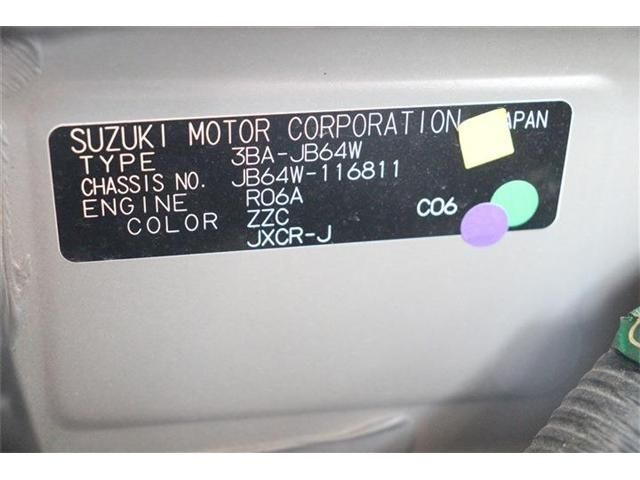 SUZUKI MOTOR CORPORATION JAPAN
TYPE 3BA-JB64W
CHASSIS NO. JB64W-116811
ENGINE R06A C06
COLOR ZZC
JXCR-J